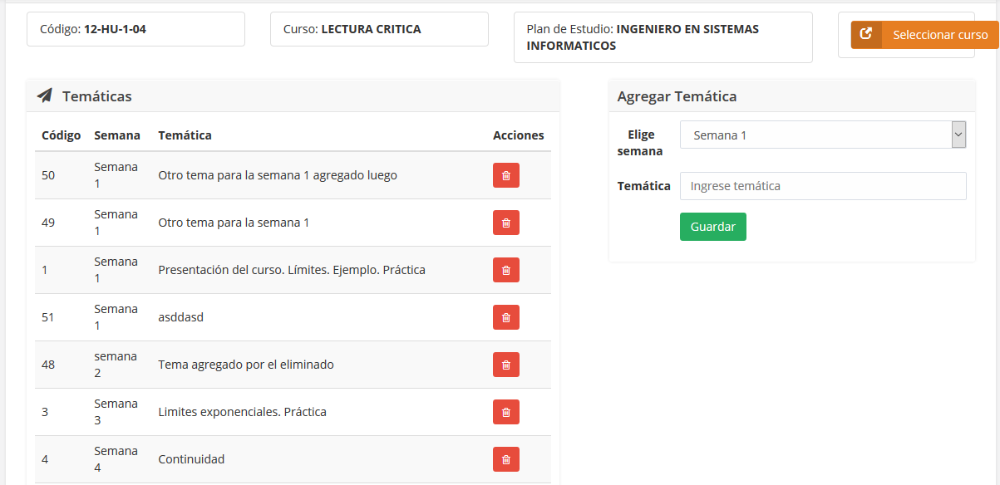 Código: 12-HU-1-04
Curso: LECTURA CRITICA
Plan de Estudio: INGENIERO EN SISTEMAS
INFORMATICOS
Seleccionar curso
Temáticas
Código Semana Temática Acciones
50 Semana 1 Otro tema para la semana 1 agregado luego
49 Semana 1 Otro tema para la semana 1
1 Semana 1 Presentación del curso. Límites. Ejemplo. Práctica
51 Semana 1 asddasd
48 semana 2 Tema agregado por el eliminado
3 Semana 3 Limites exponenciales. Práctica
4 Semana 4 Continuidad
Agregar Temática
Elige semana Semana 1
Temática Ingrese temática
Guardar